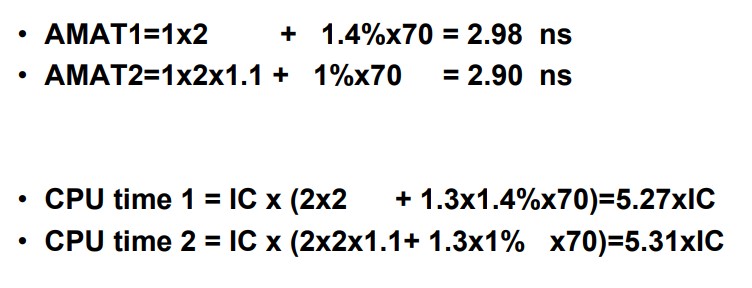 • AMAT1=1x2 + 1.4%x70 = 2.98 ns
• AMAT2=1x2x1.1 + 1%x70 = 2.90 ns
• CPU time 1 = IC x (2x2 + 1.3x1.4%x70)=5.27xIC
• CPU time 2 = IC x (2x2x1.1+ 1.3x1% x70)=5.31xIC